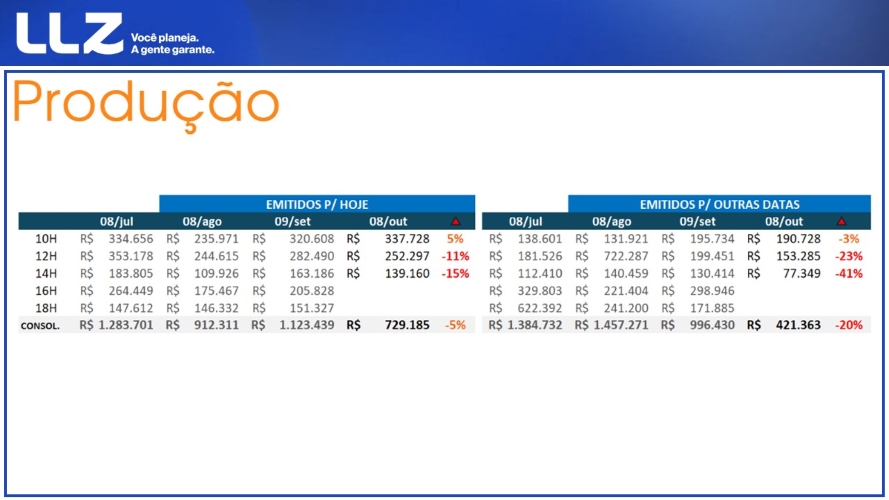 LLZ
Você planeja.
A gente garante.
Produção
EMITIDOS P/ HOJE EMITIDOS P/ OUTRAS DATAS
08/jul 08/ago 09/set 08/out 08/jul 08/ago 09/set 08/out
10H R$ 334.656 R$ 235.971 R$ 320.608 R$ 337.728 5% R$ 138.601 R$ 131.921 R$ 195.734 R$ 190.728 -3%
12H R$ 353.178 R$ 244.615 R$ 282.490 R$ 252.297 -11% R$ 181.526 R$ 722.287 R$ 199.451 R$ 153.285 -23%
14H R$ 183.805 R$ 109.926 R$ 163.186 R$ 139.160 -15% R$ 112.410 R$ 140.459 R$ 130.414 R$ 77.349 -41%
16H R$ 264.449 R$ 175.467 R$ 205.828 R$ 329.803 R$ 221.404 R$ 298.946
18H R$ 147.612 R$ 146.332 R$ 151.327 R$ 622.392 R$ 241.200 R$ 171.885
CONSOL. R$ 1.283.701 R$ 912.311 R$ 1.123.439 R$ 729.185 -5% R$ 1.384.732 R$ 1.457.271 R$ 996.430 R$ 421.363 -20%